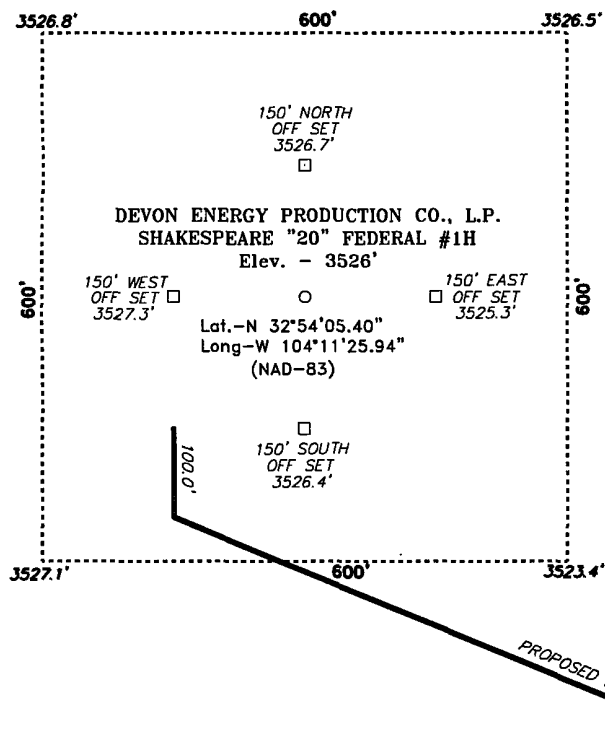 3526.8' 600' 3526.5'
150' NORTH
OFF SET
3526.7'
DEVON ENERGY PRODUCTION CO., L.P.
SHAKESPEARE "20" FEDERAL #1H
Elev. - 3526'
150' WEST
OFF SET
3527.3'
150' EAST
OFF SET
3525.3'
600'
600'
Lat.-N 32°54'05.40"
Long-W 104°11'25.94"
(NAD-83)
100.0'
150' SOUTH
OFF SET
3526.4'
3527.1' 600' 3523.4'
PROPOSED